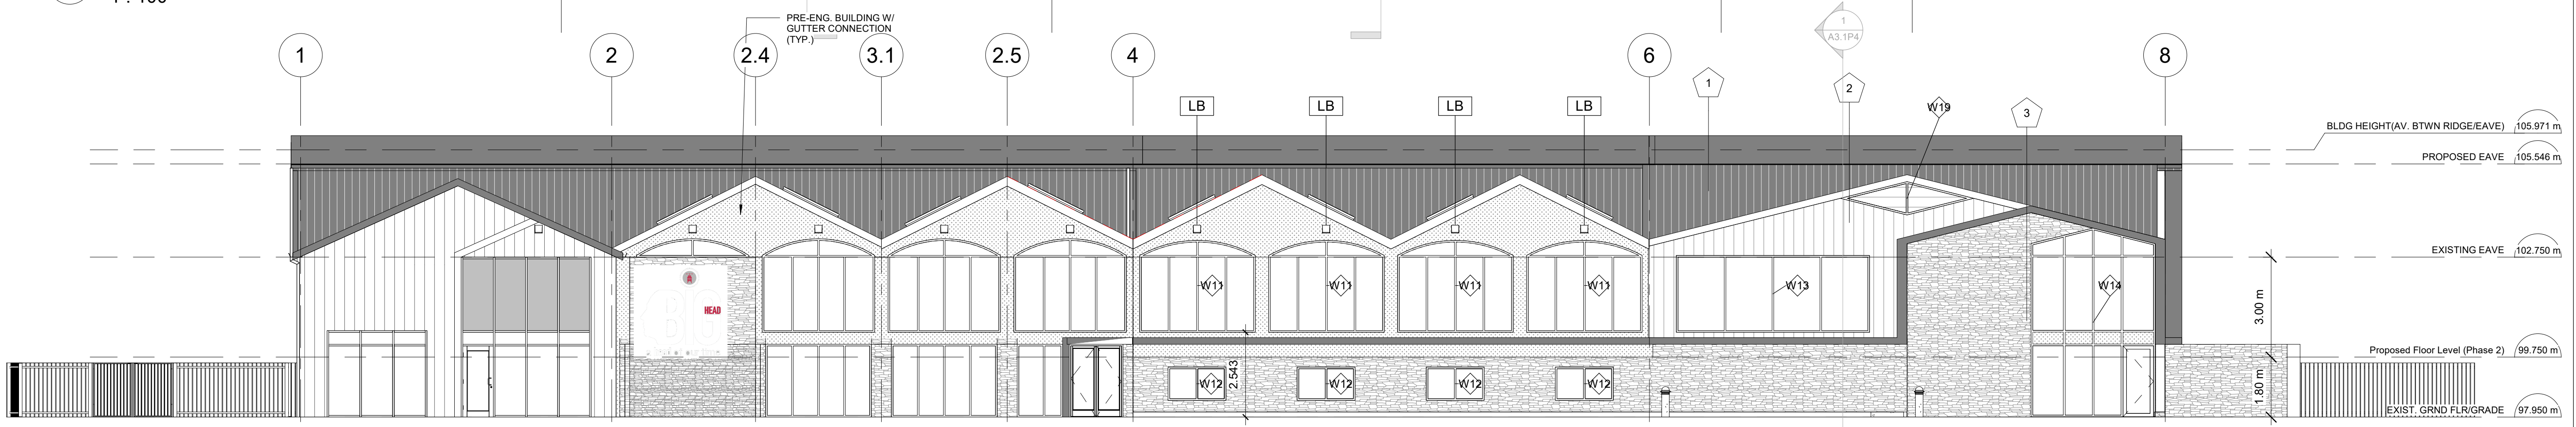 1 : 100
PRE-ENG. BUILDING W/
GUTTER CONNECTION
(TYP.)
1
A3.1P4
1
2
2.4
3.1
2.5
4
6
8
1
2
3
LB
LB
LB
LB
W19
BLDG HEIGHT(AV. BTWN RIDGE/EAVE)
105.971 m
PROPOSED EAVE
105.546 m
EXISTING EAVE
102.750 m
HEAD
W11
W11
W11
W11
W13
W14
3.00 m
Proposed Floor Level (Phase 2)
99.750 m
2.543
W12
W12
W12
W12
1.80 m
EXIST. GRND FLR/GRADE
97.950 m